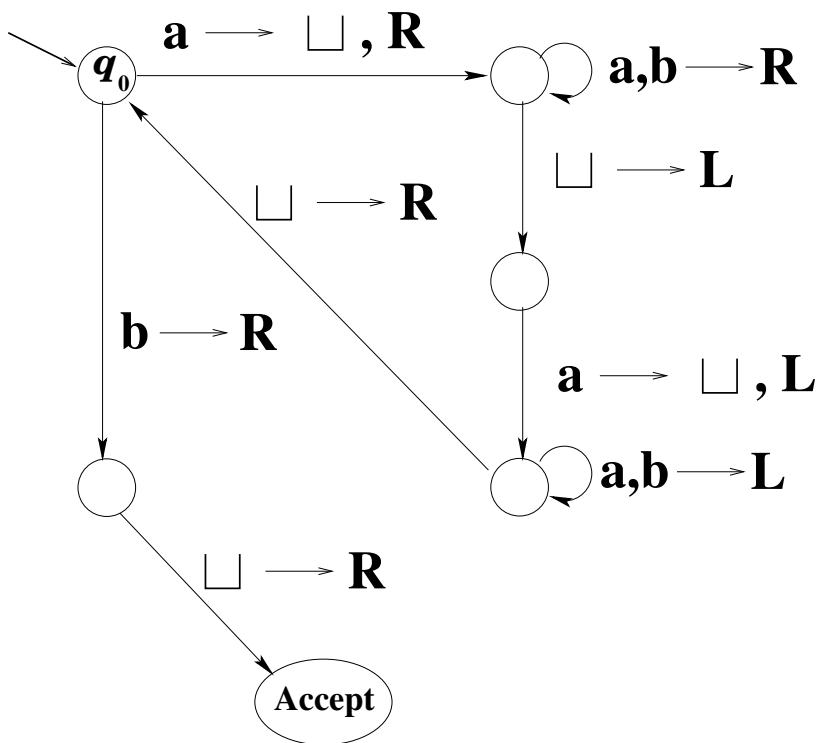 a ⟶ ⊔ , R
q₀
a,b ⟶ R
⊔ ⟶ L
⊔ ⟶ R
b ⟶ R
a ⟶ ⊔ , L
a,b ⟶ L
⊔ ⟶ R
Accept